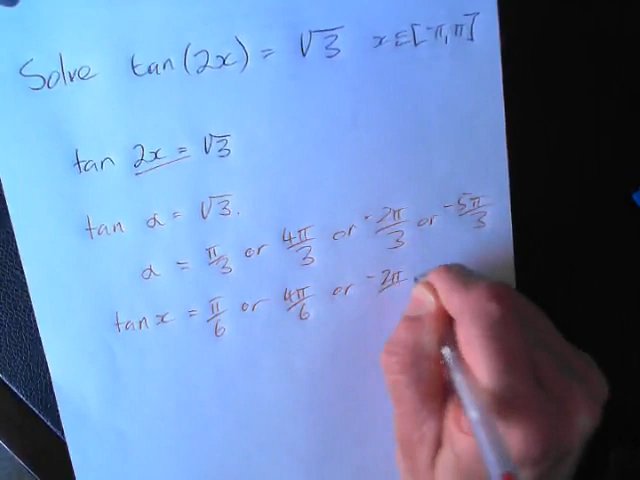 Solve tan(2x) = √3 x∈[-π,π]
tan 2x = √3
tan α = √3.
α = π/3 or 4π/3 or -2π/3 or -5π/3
tan x = π/6 or 4π/6 or -2π